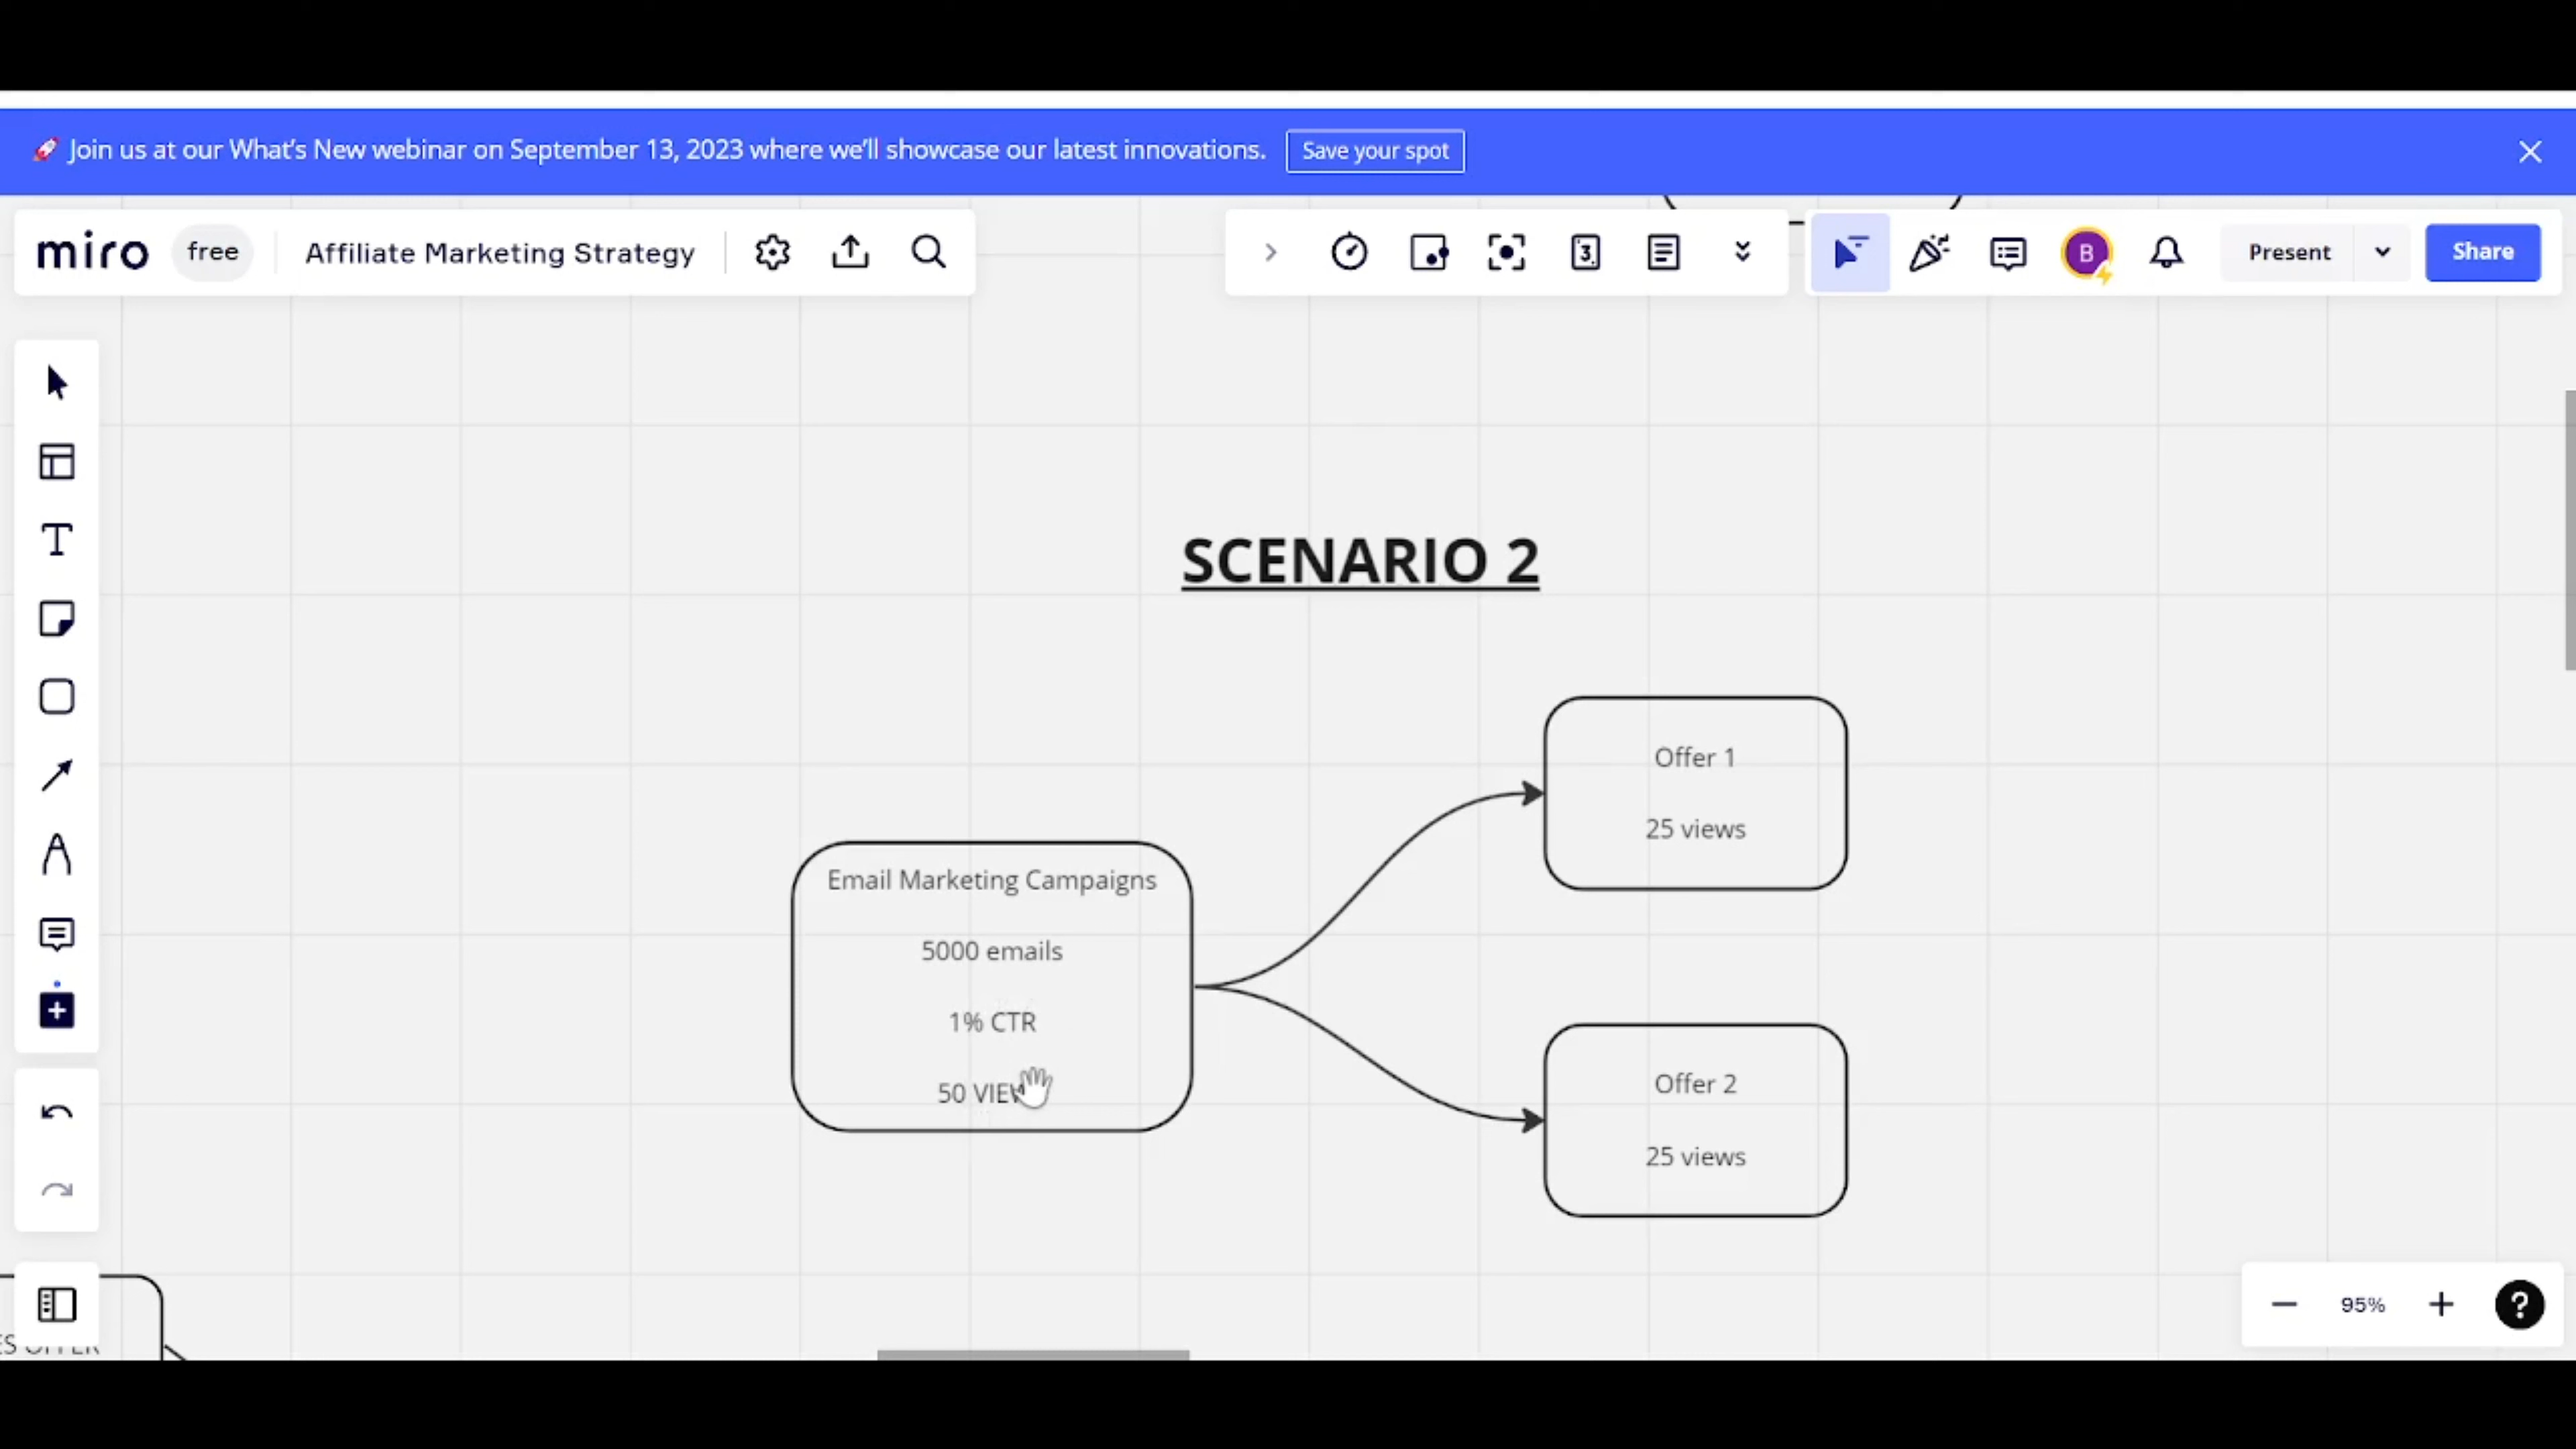 Join us at our What's New webinar on September 13, 2023 where we'll showcase our latest innovations. Save your spot
miro free Affiliate Marketing Strategy 3 B Present Share
SCENARIO 2
Offer 1
25 views
Email Marketing Campaigns
5000 emails
1% CTR
50
Offer 2
25 views
95% ?